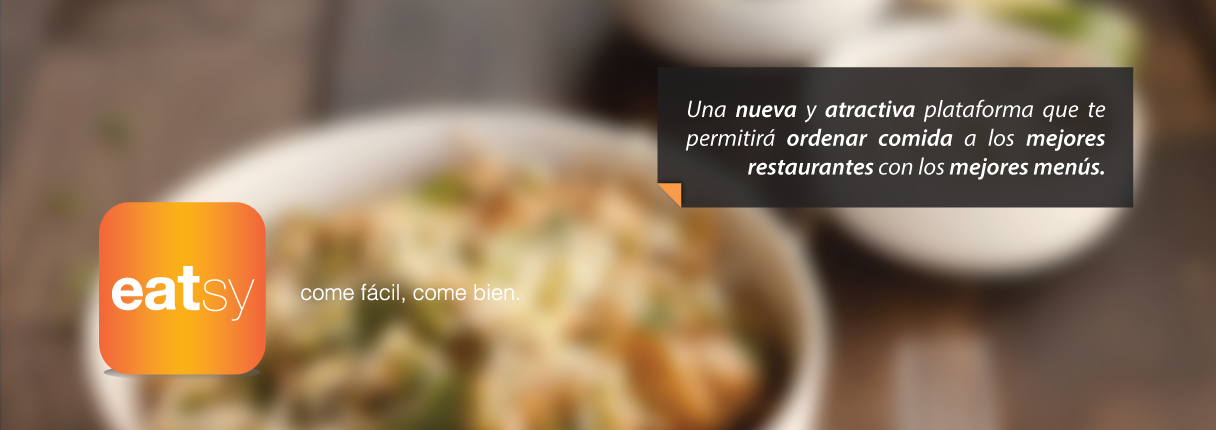 Una nueva y atractiva plataforma que te
permitirá ordenar comida a los mejores
restaurantes con los mejores menús.
eatsy
come fácil, come bien.